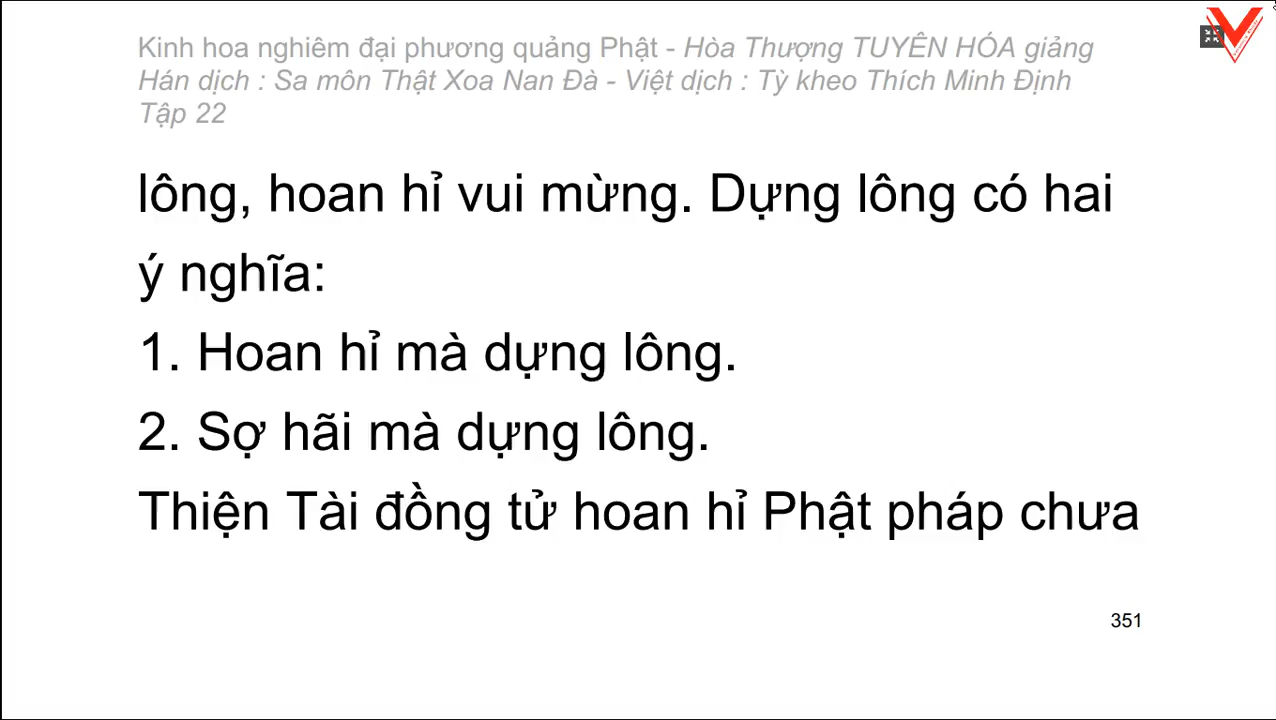 Kinh hoa nghiêm đại phương quảng Phật - Hòa Thượng TUYÊN HÓA giảng
Hán dịch : Sa môn Thật Xoa Nan Đà - Việt dịch : Tỳ kheo Thích Minh Định
Tập 22
lông, hoan hỉ vui mừng. Dựng lông có hai
ý nghĩa:
1. Hoan hỉ mà dựng lông.
2. Sợ hãi mà dựng lông.
Thiện Tài đồng tử hoan hỉ Phật pháp chưa
351